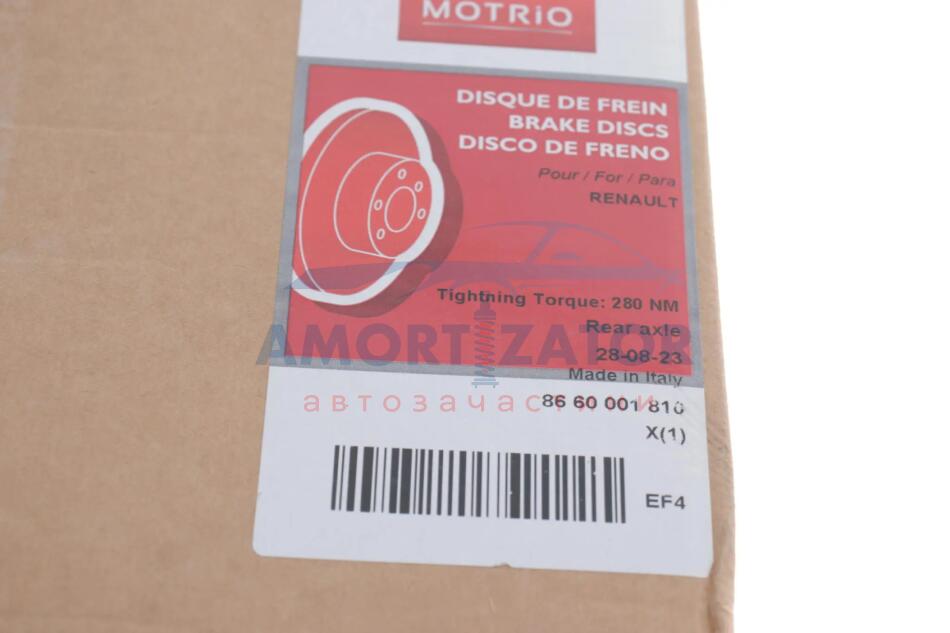 MOTRIO
DISQUE DE FREIN
BRAKE DISCS
DISCO DE FRENO
Pour / For / Para
RENAULT
Tightning Torque: 280 NM
Rear axle
AMORTIZATOR
28-08-23
Made in Italy
автозачастини
86 60 001 810
X(1)
EF4